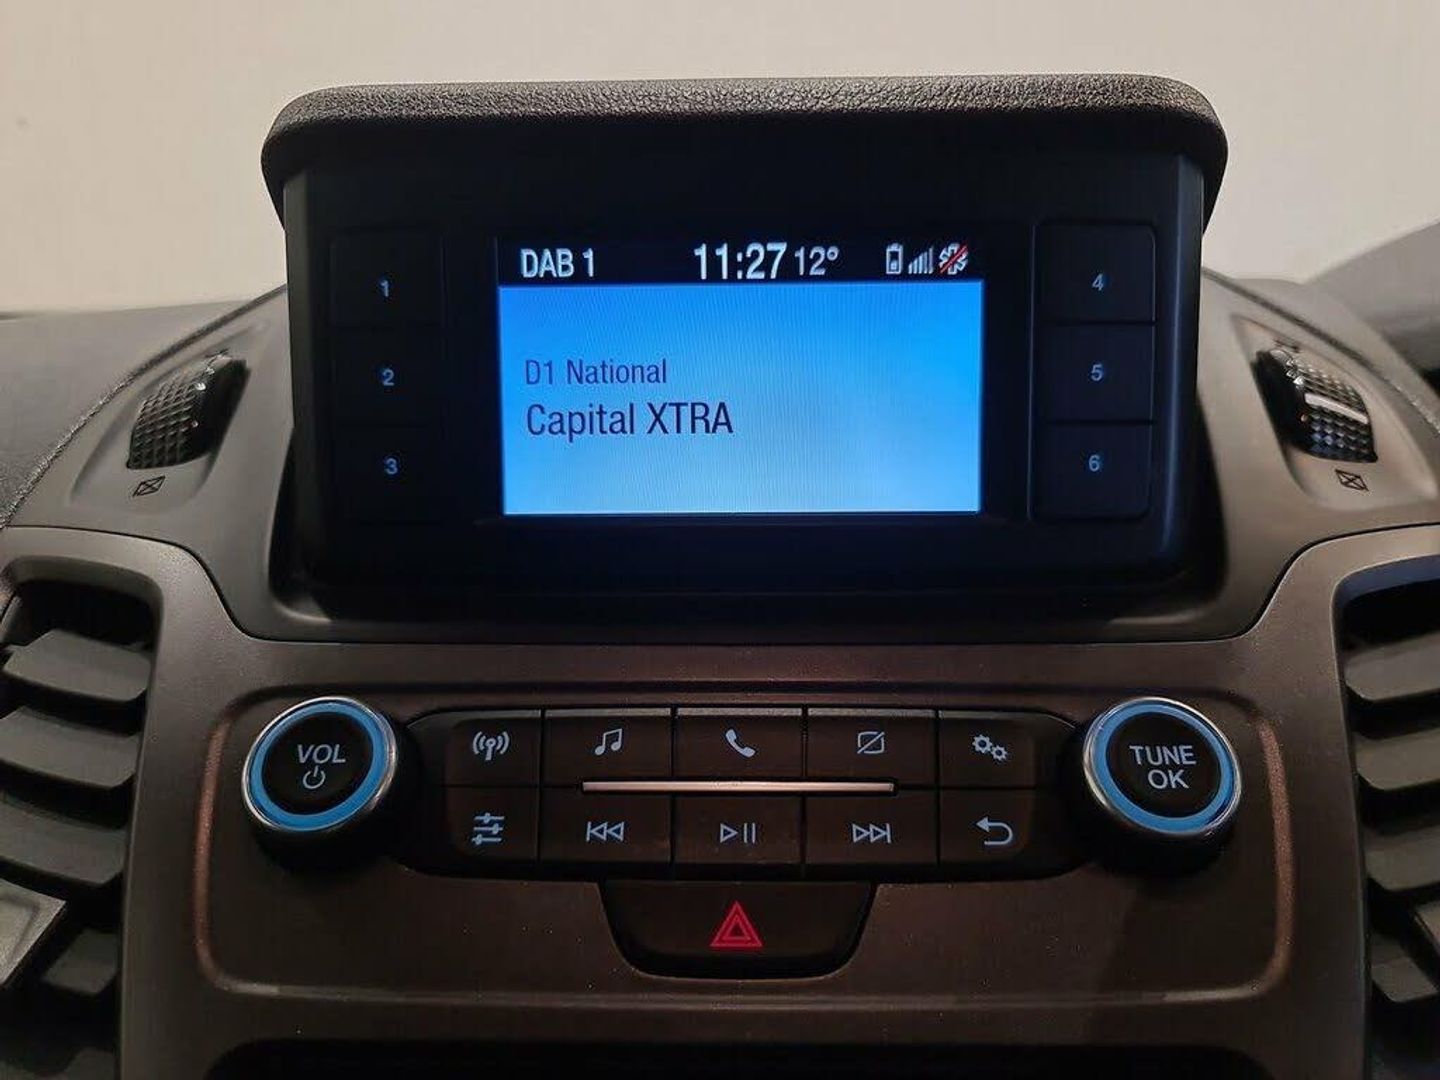 DAB 1 11:27 12°
D1 National
Capital XTRA
1
2
3
4
5
6
VOL
TUNE
OK